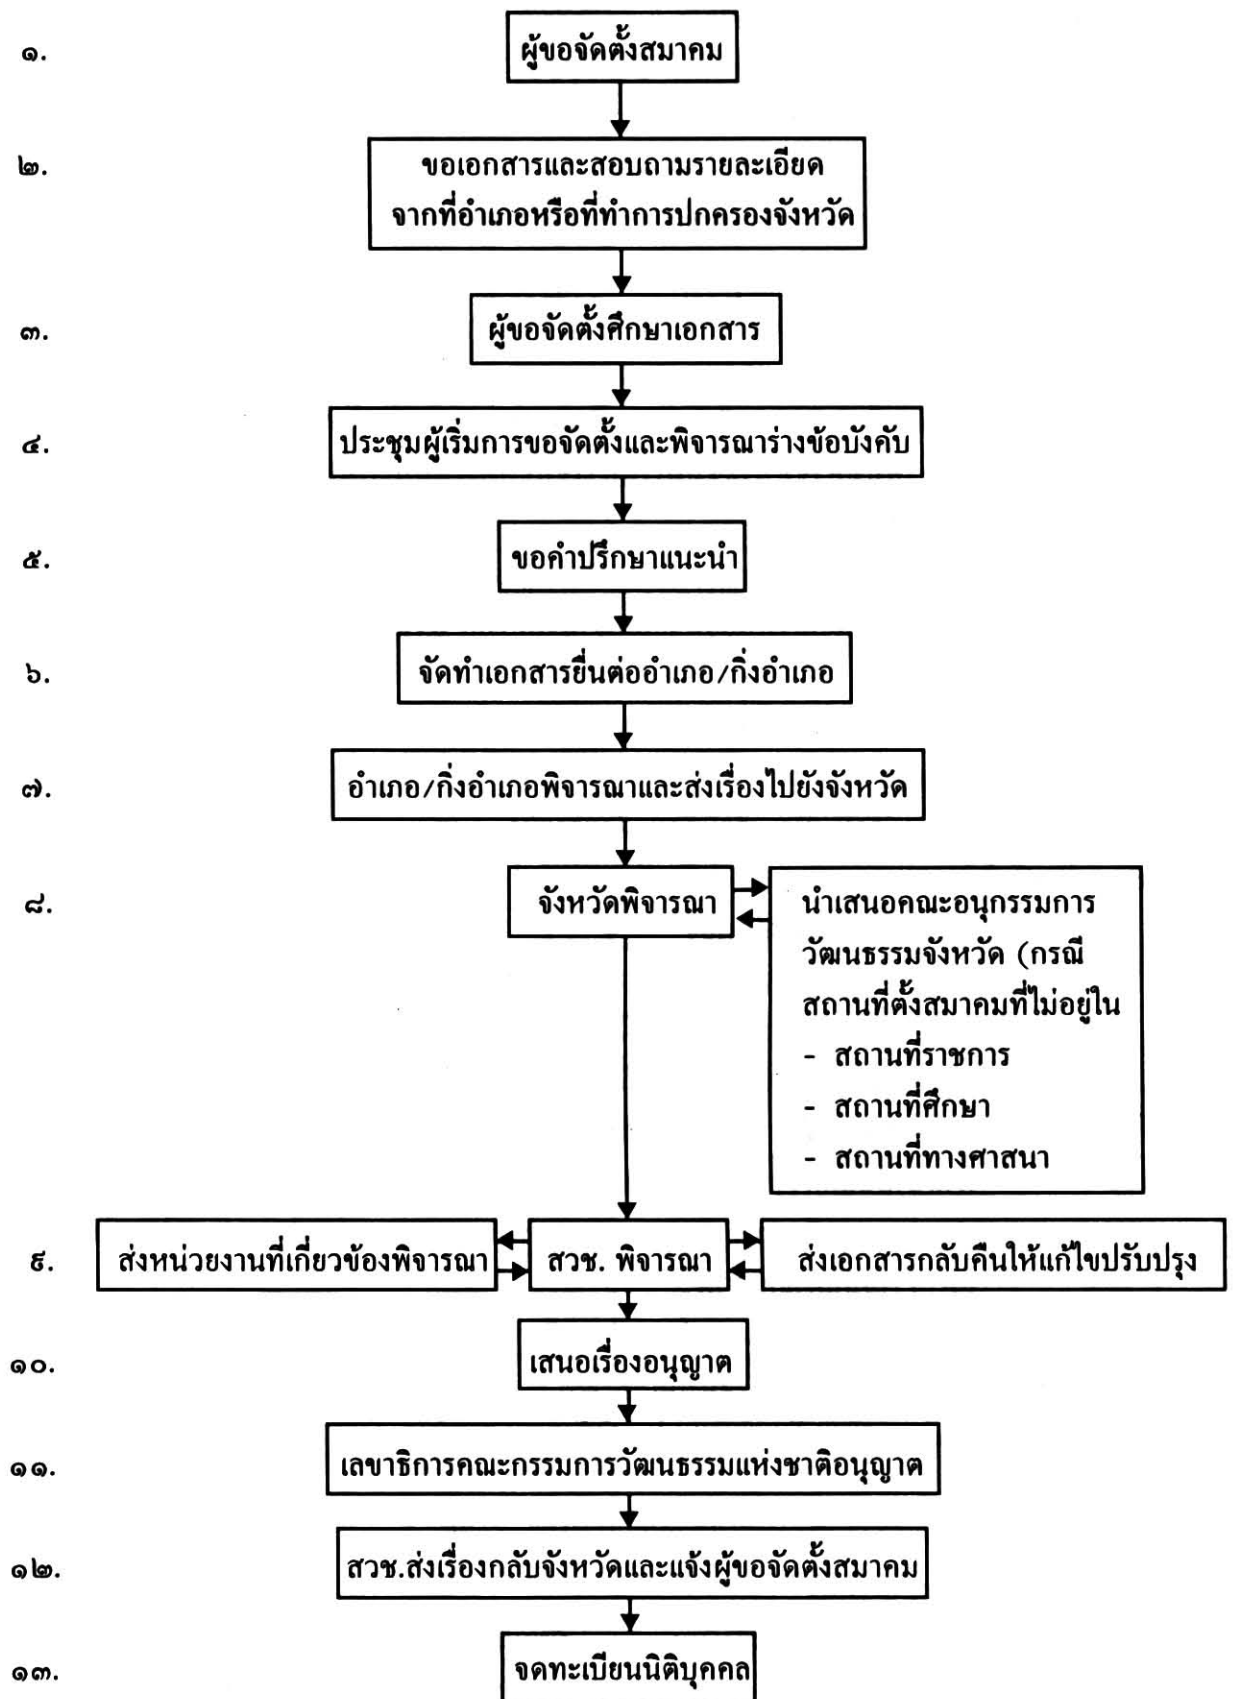 ๑.
ผู้ขอจัดตั้งสมาคม
๒.
ขอเอกสารและสอบถามรายละเอียด
จากที่อำเภอหรือที่ทำการปกครองจังหวัด
๓.
ผู้ขอจัดตั้งศึกษาเอกสาร
๔.
ประชุมผู้เริ่มการขอจัดตั้งและพิจารณาร่างข้อบังคับ
๕.
ขอคำปรึกษาแนะนำ
๖.
จัดทำเอกสารยื่นต่ออำเภอ/กิ่งอำเภอ
๗.
อำเภอ/กิ่งอำเภอพิจารณาและส่งเรื่องไปยังจังหวัด
๘.
จังหวัดพิจารณา
นำเสนอคณะอนุกรรมการ
วัฒนธรรมจังหวัด (กรณี
สถานที่ตั้งสมาคมที่ไม่อยู่ใน
- สถานที่ราชการ
- สถานที่ศึกษา
- สถานที่ทางศาสนา
๙.
ส่งหน่วยงานที่เกี่ยวข้องพิจารณา
สวช. พิจารณา
ส่งเอกสารกลับคืนให้แก้ไขปรับปรุง
๑๐.
เสนอเรื่องอนุญาต
๑๑.
เลขาธิการคณะกรรมการวัฒนธรรมแห่งชาติอนุญาต
๑๒.
สวช.ส่งเรื่องกลับจังหวัดและแจ้งผู้ขอจัดตั้งสมาคม
๑๓.
จดทะเบียนนิติบุคคล